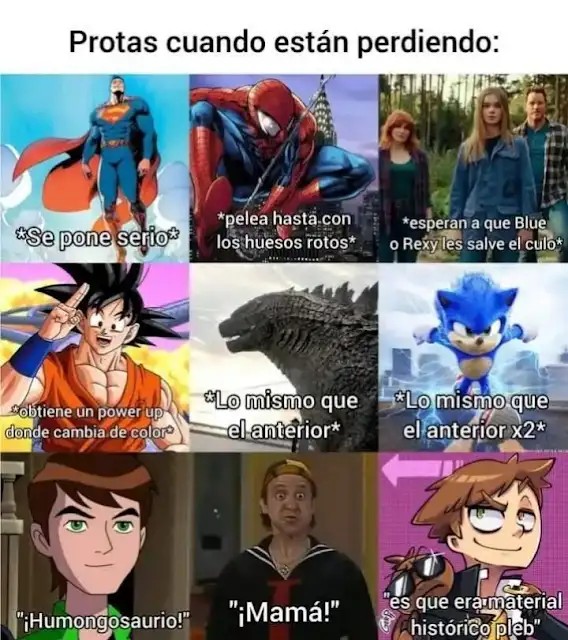 Protas cuando están perdiendo:
*Se pone serio*
*pelea hasta con
los huesos rotos*
*esperan a que Blue
o Rexy les salve el culo*
*obtiene un power up
donde cambia de color*
*Lo mismo que
el anterior*
*Lo mismo que
el anterior x2*
"¡Humongosaurio!"
"¡Mamá!"
"es que era material
histórico pleb"